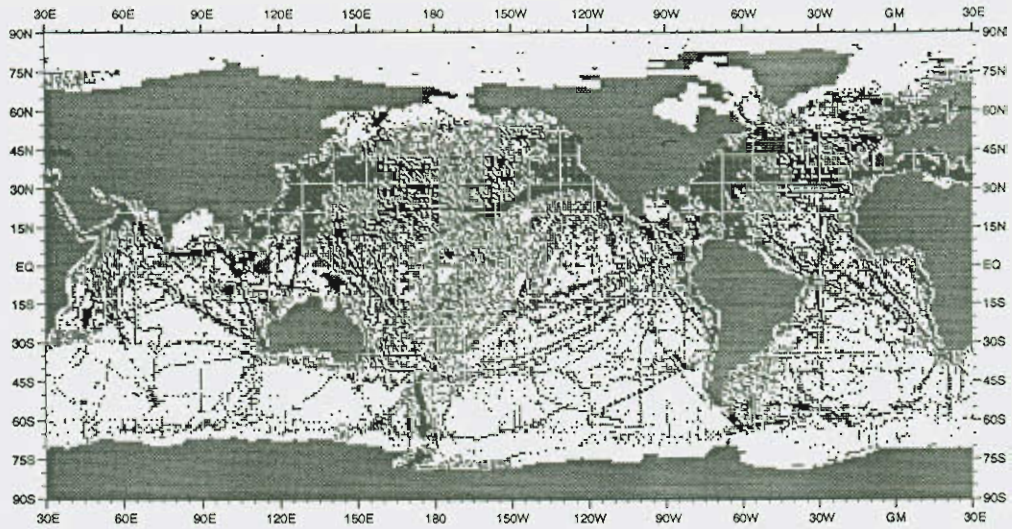 30E 60E 90E 120E 150E 180 150W 120W 90W 60W 30W GM 30E
90N 90N
75N 75N
60N 60N
45N 45N
30N 30N
15N 15N
EQ EQ
15S 15S
30S 30S
45S 45S
60S 60S
75S 75S
90S 90S
30E 60E 90E 120E 150E 180 150W 120W 90W 60W 30W GM 30E